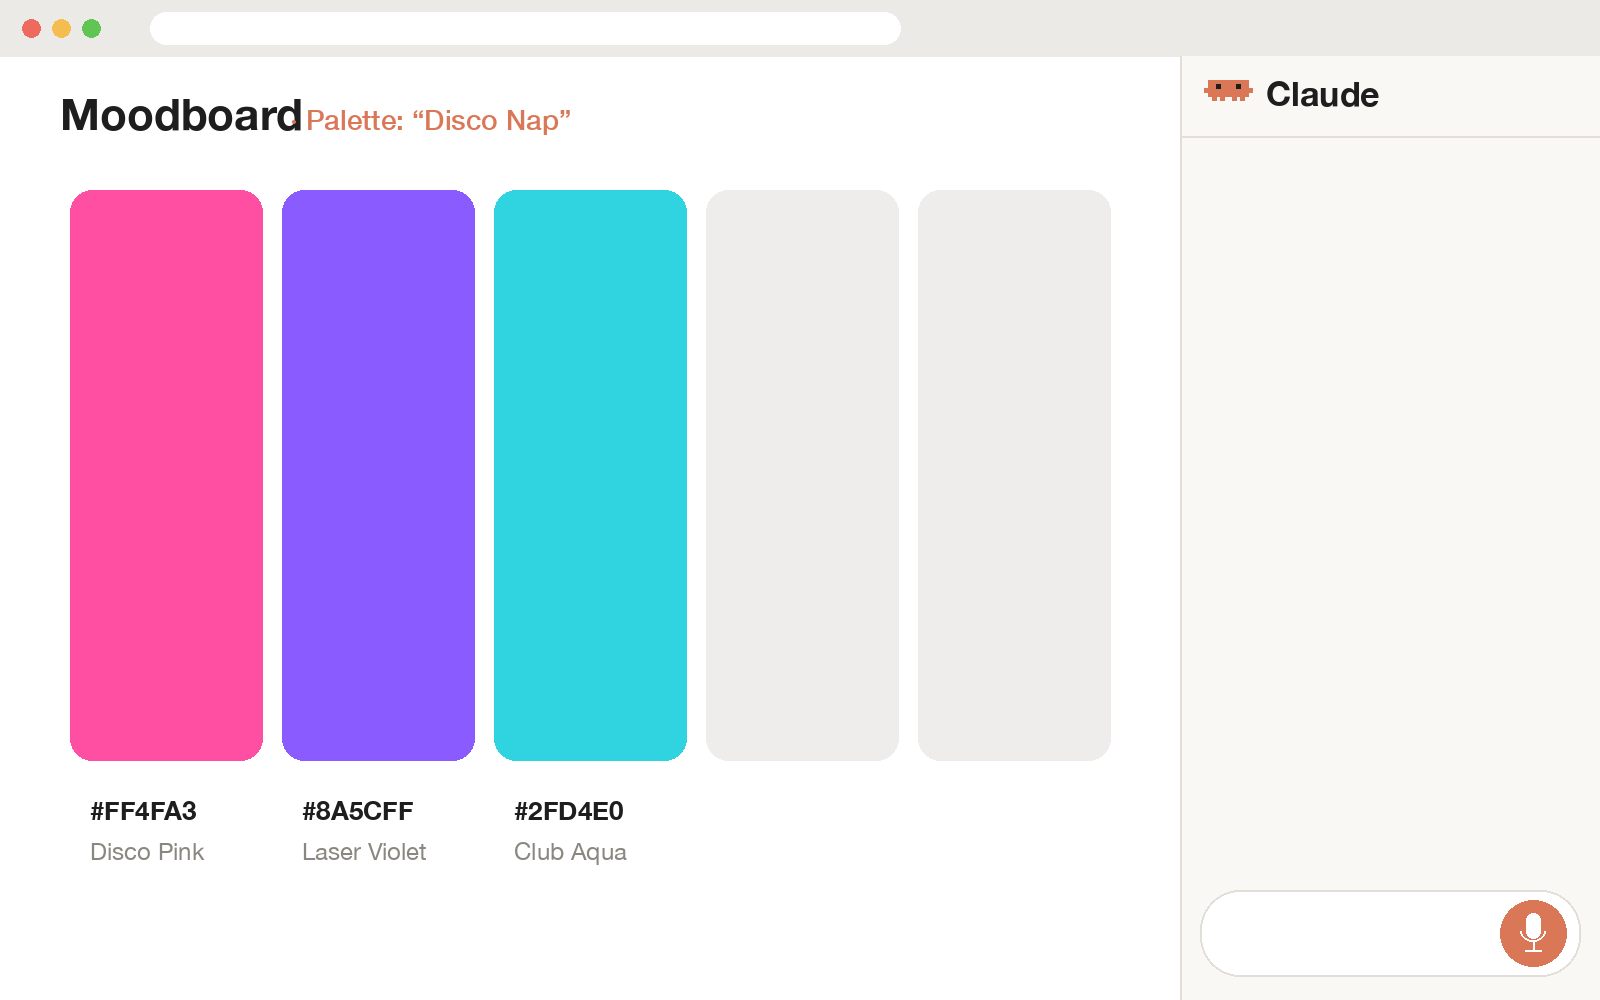 Moodboard · Palette: “Disco Nap”
Claude
#FF4FA3
Disco Pink
#8A5CFF
Laser Violet
#2FD4E0
Club Aqua